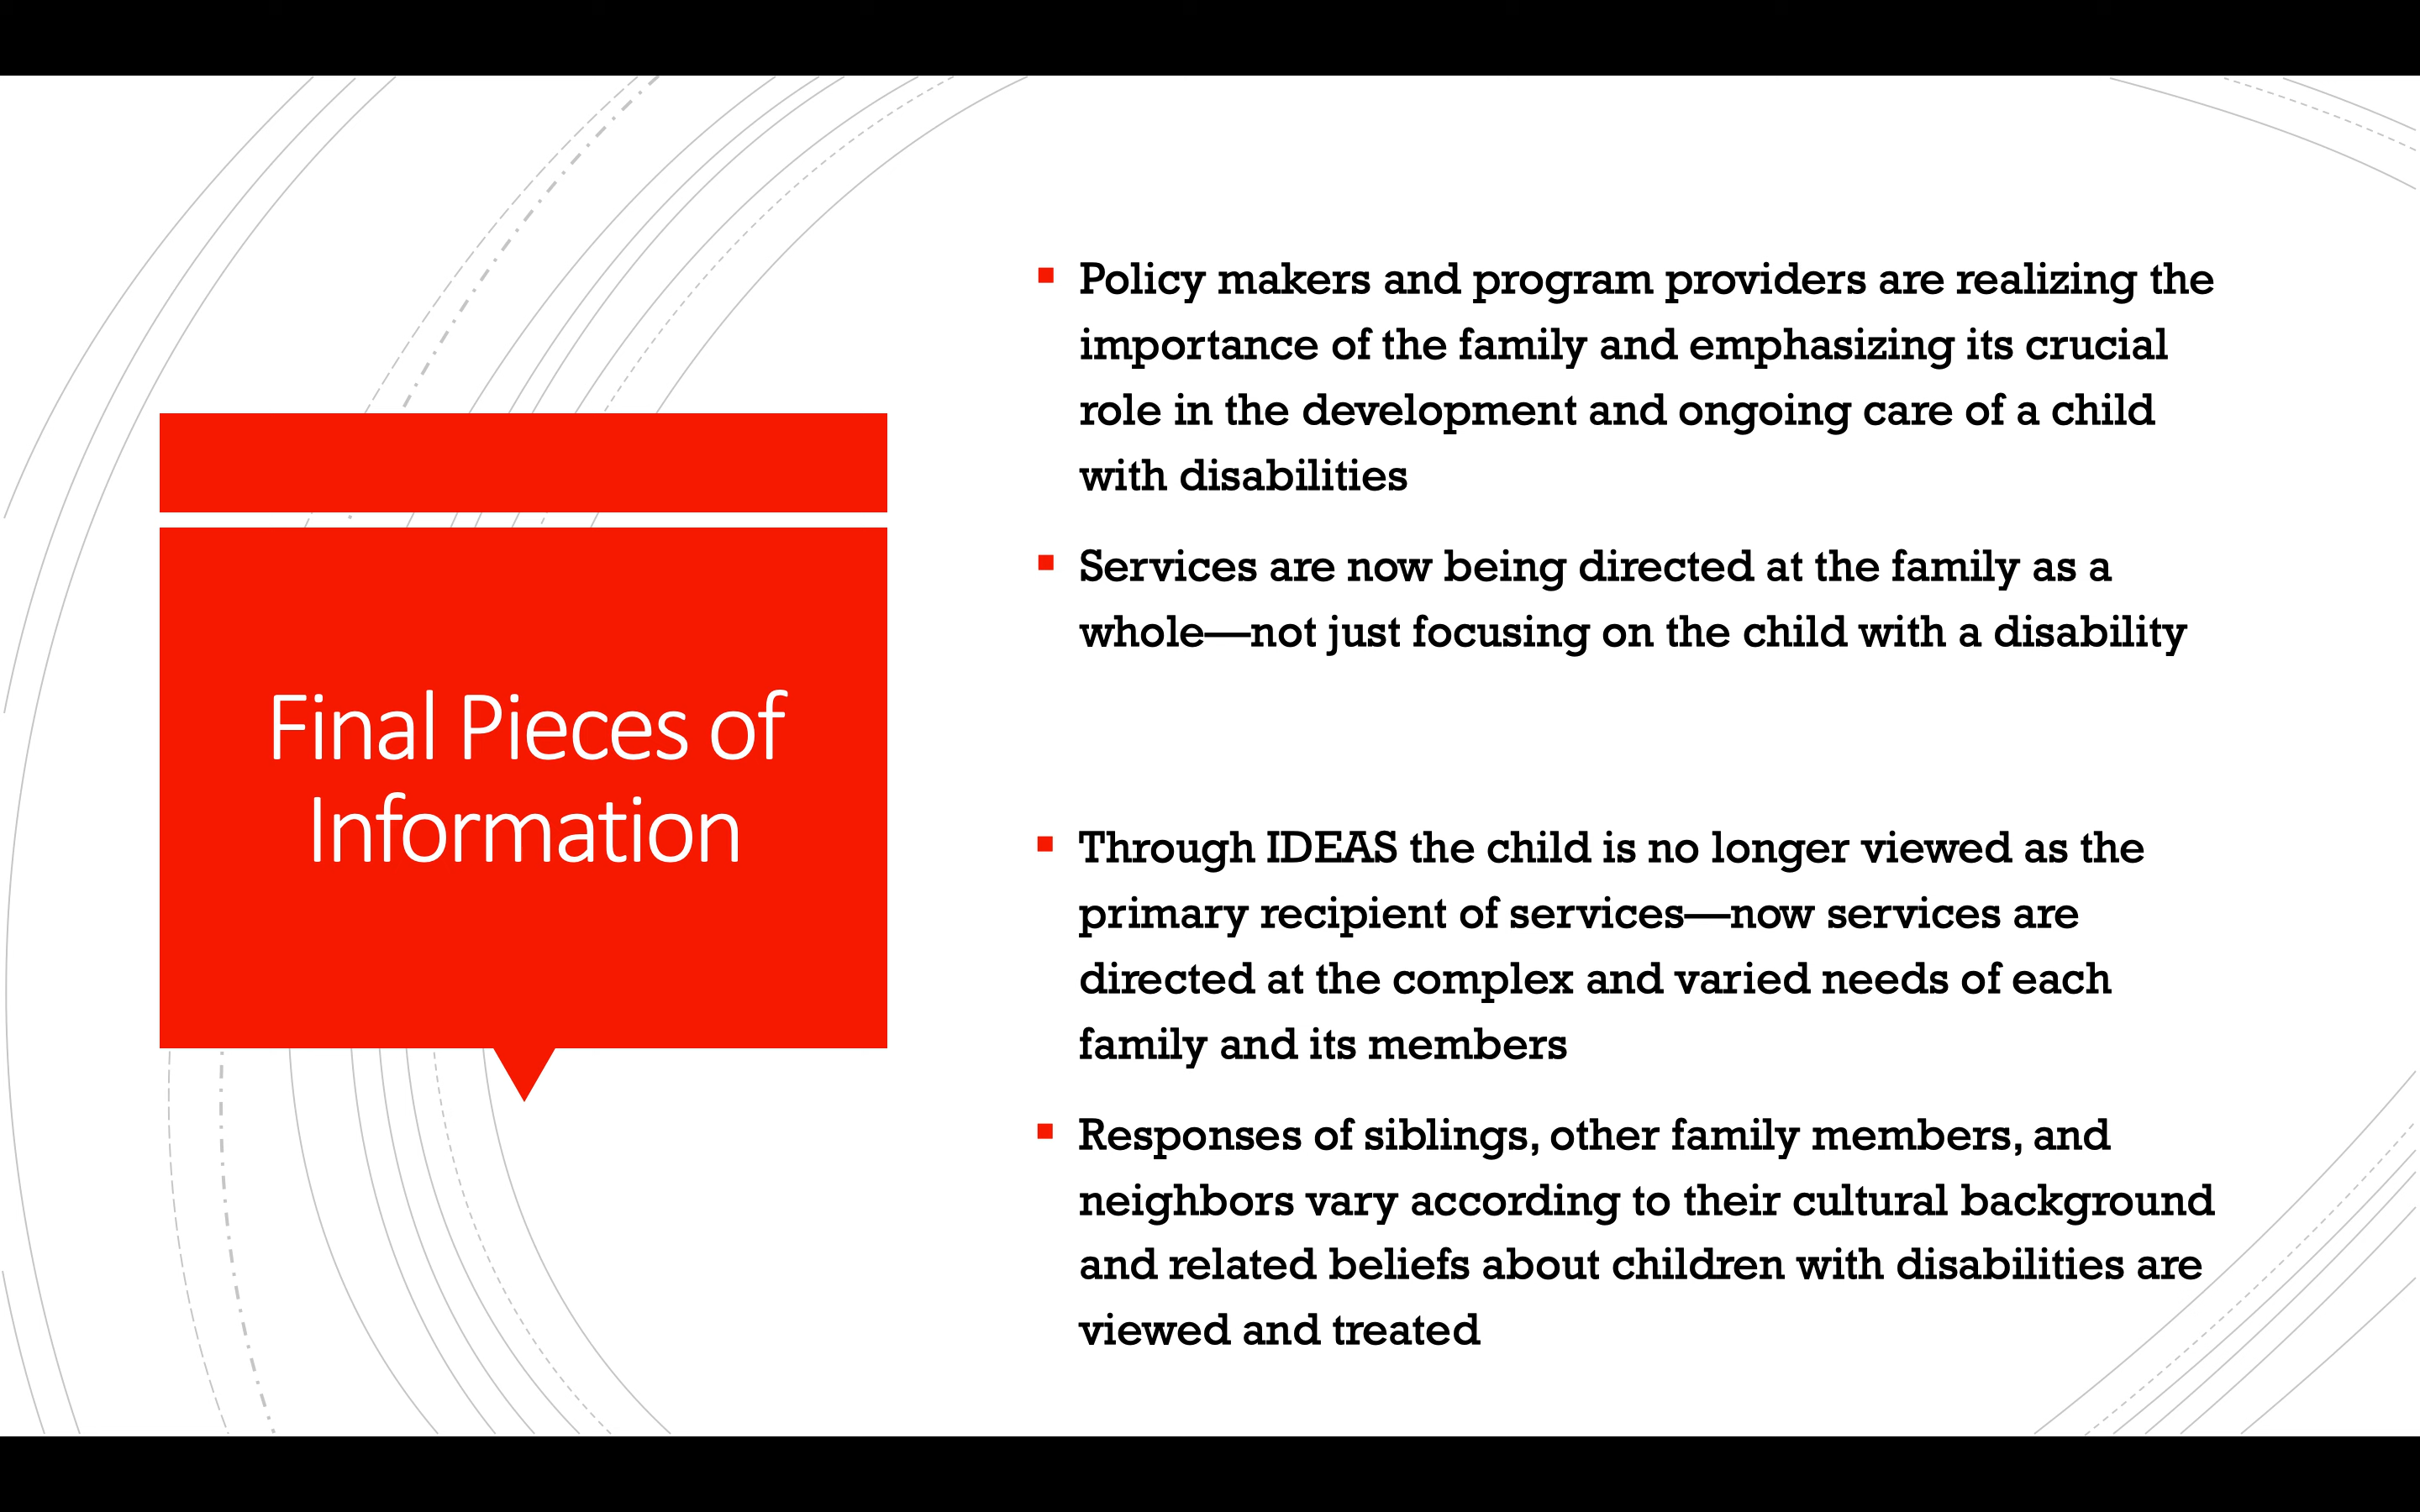 Final Pieces of
Information
Policy makers and program providers are realizing the
importance of the family and emphasizing its crucial
role in the development and ongoing care of a child
with disabilities
Services are now being directed at the family as a
whole—not just focusing on the child with a disability
Through IDEAS the child is no longer viewed as the
primary recipient of services—now services are
directed at the complex and varied needs of each
family and its members
Responses of siblings, other family members, and
neighbors vary according to their cultural background
and related beliefs about children with disabilities are
viewed and treated